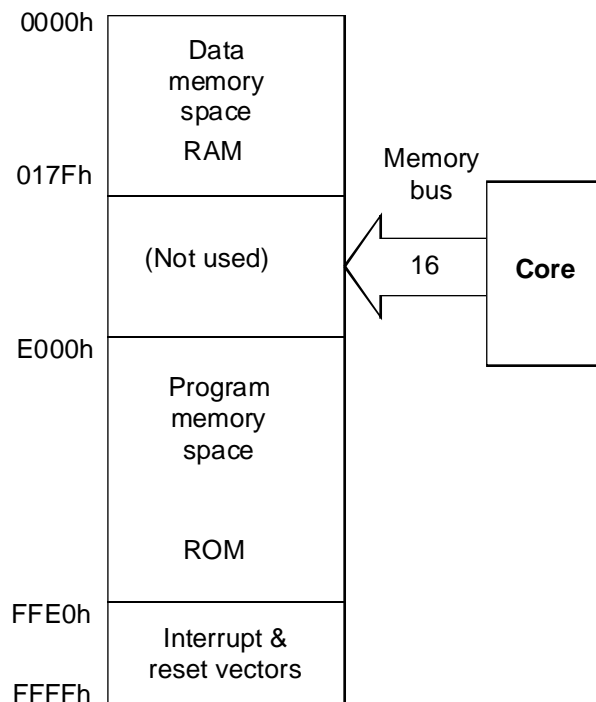 0000h
Data
memory
space
RAM
017Fh
Memory
bus
(Not used)
16
Core
E000h
Program
memory
space
ROM
FFE0h
Interrupt &
reset vectors
FFFFh